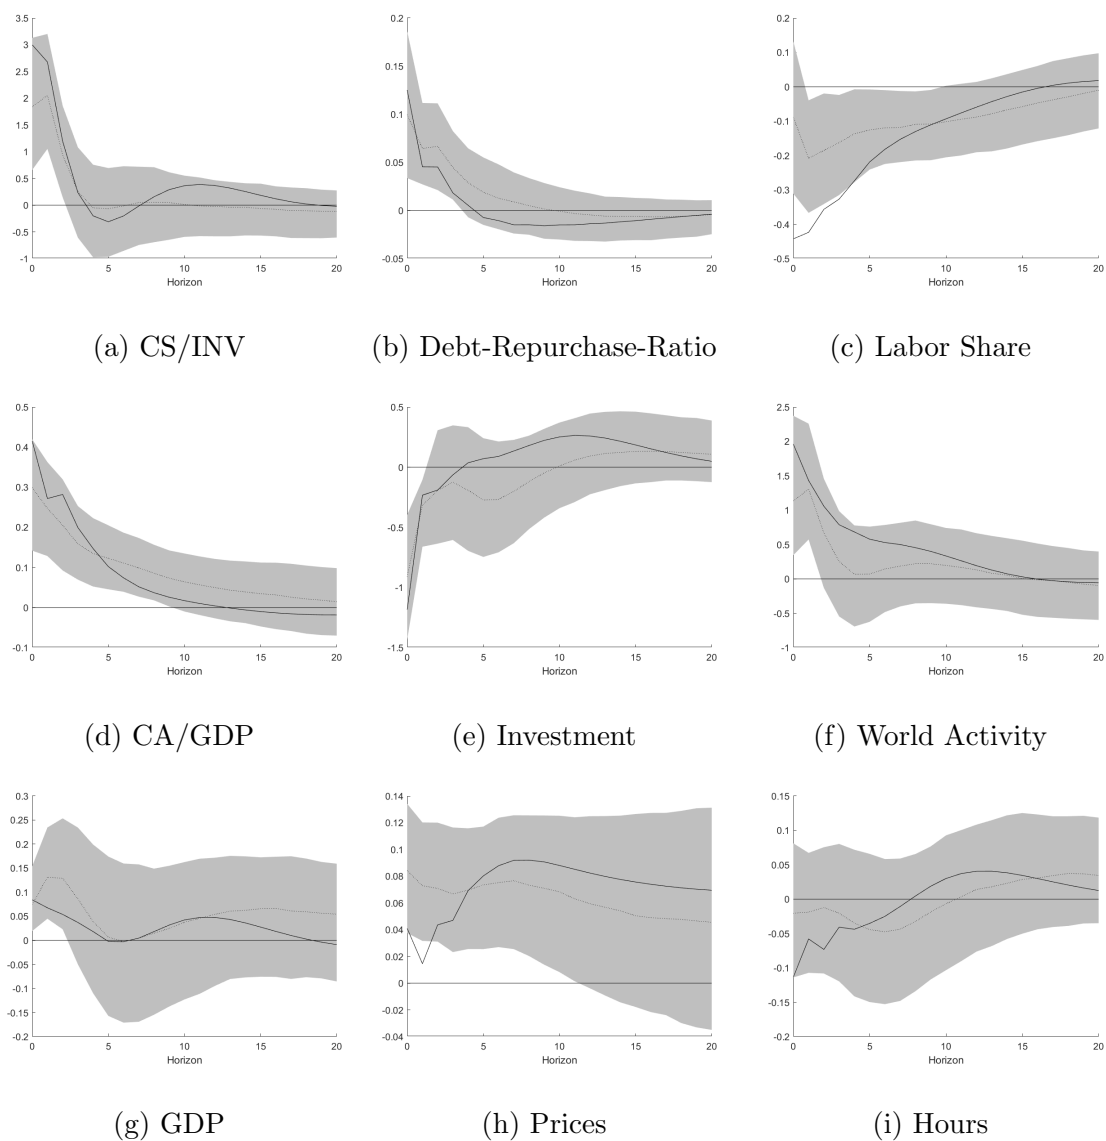 3.5
3
2.5
2
1.5
1
0.5
0
-0.5
-1
0 5 10 15 20
Horizon
0.2
0.15
0.1
0.05
0
-0.05
0 5 10 15 20
Horizon
0.2
0.1
0
-0.1
-0.2
-0.3
-0.4
-0.5
0 5 10 15 20
Horizon
(a) CS/INV
(b) Debt-Repurchase-Ratio
(c) Labor Share
0.5
0.4
0.3
0.2
0.1
0
-0.1
0 5 10 15 20
Horizon
0.5
0
-0.5
-1
-1.5
0 5 10 15 20
Horizon
2.5
2
1.5
1
0.5
0
-0.5
-1
0 5 10 15 20
Horizon
(d) CA/GDP
(e) Investment
(f) World Activity
0.3
0.25
0.2
0.15
0.1
0.05
0
-0.05
-0.1
-0.15
-0.2
0 5 10 15 20
Horizon
0.14
0.12
0.1
0.08
0.06
0.04
0.02
0
-0.02
-0.04
0 5 10 15 20
Horizon
0.15
0.1
0.05
0
-0.05
-0.1
-0.15
-0.2
0 5 10 15 20
Horizon
(g) GDP
(h) Prices
(i) Hours